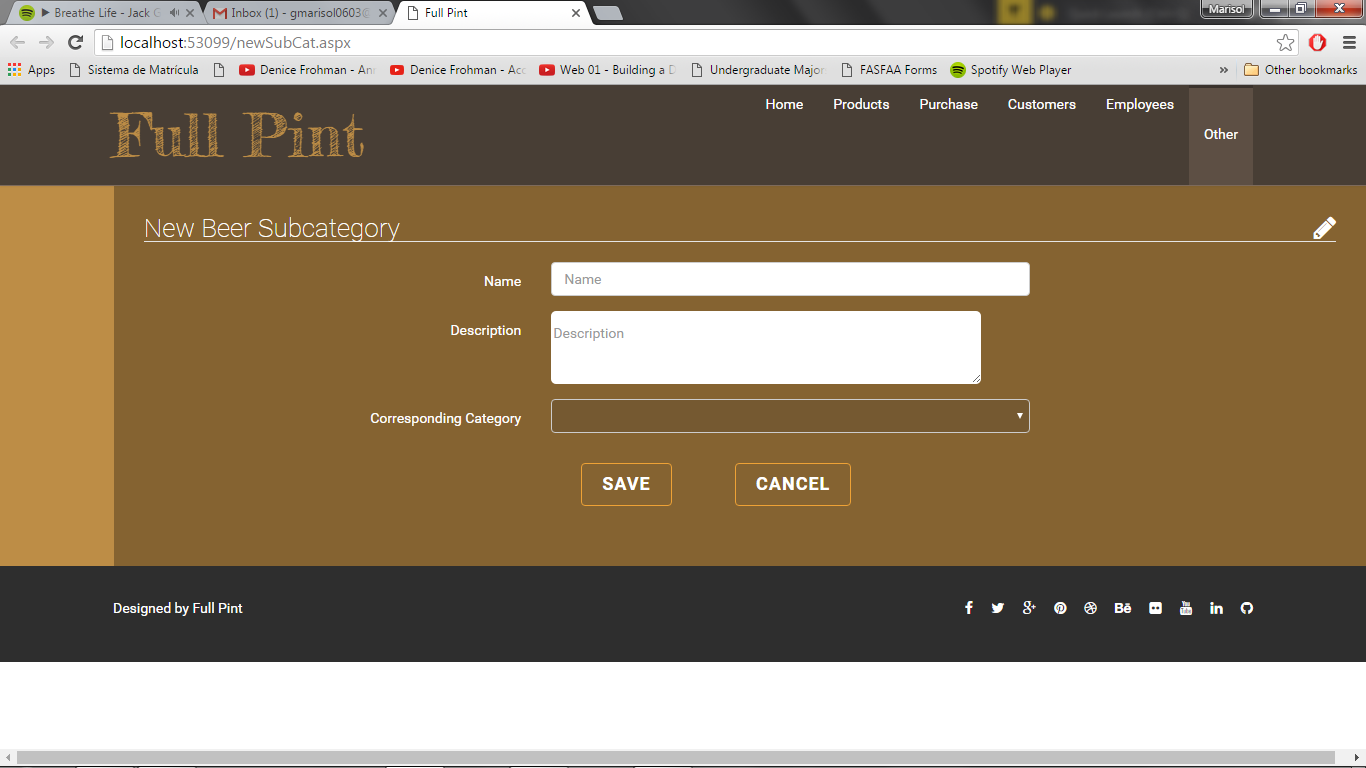 Breathe Life - Jack G
Inbox (1) - gmarisol0603@
Full Pint
Marisol
localhost:53099/newSubCat.aspx
Apps Sistema de Matrícula Denice Frohman - Ann Denice Frohman - Acc Web 01 - Building a D Undergraduate Major FASFAA Forms Spotify Web Player » Other bookmarks
Full Pint
Home Products Purchase Customers Employees
Other
New Beer Subcategory
Name Name
Description Description
Corresponding Category
SAVE CANCEL
Designed by Full Pint